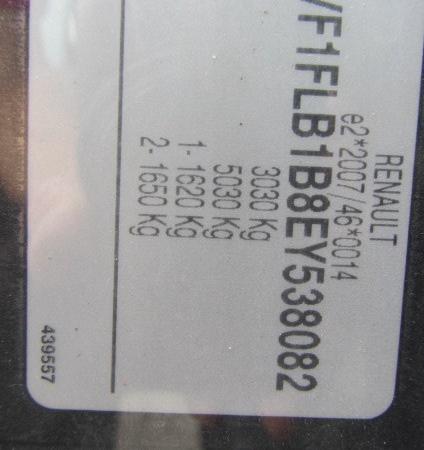 RENAULT
e2*2007/46*0014
VF1FLB1B8EY538082
3030 Kg
5030 Kg
1- 1620 Kg
2- 1650 Kg
439557